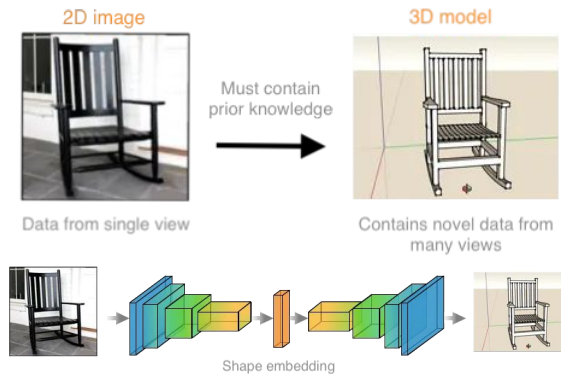 2D image
3D model
Must contain
prior knowledge
Data from single view
Contains novel data from
many views
Shape embedding